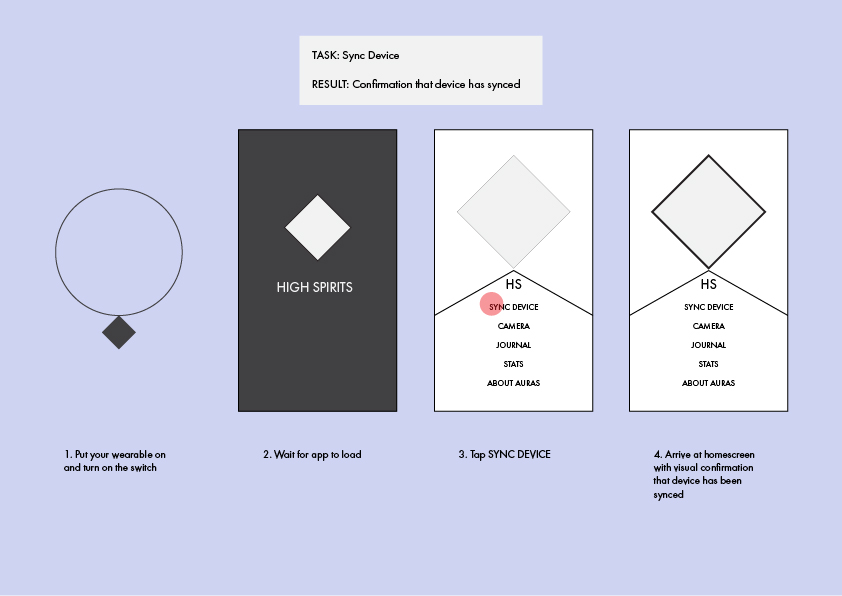 TASK: Sync Device
RESULT: Confirmation that device has synced
HIGH SPIRITS
HS
SYNC DEVICE
CAMERA
JOURNAL
STATS
ABOUT AURAS
HS
SYNC DEVICE
CAMERA
JOURNAL
STATS
ABOUT AURAS
1. Put your wearable on
and turn on the switch
2. Wait for app to load
3. Tap SYNC DEVICE
4. Arrive at homescreen
with visual confirmation
that device has been
synced